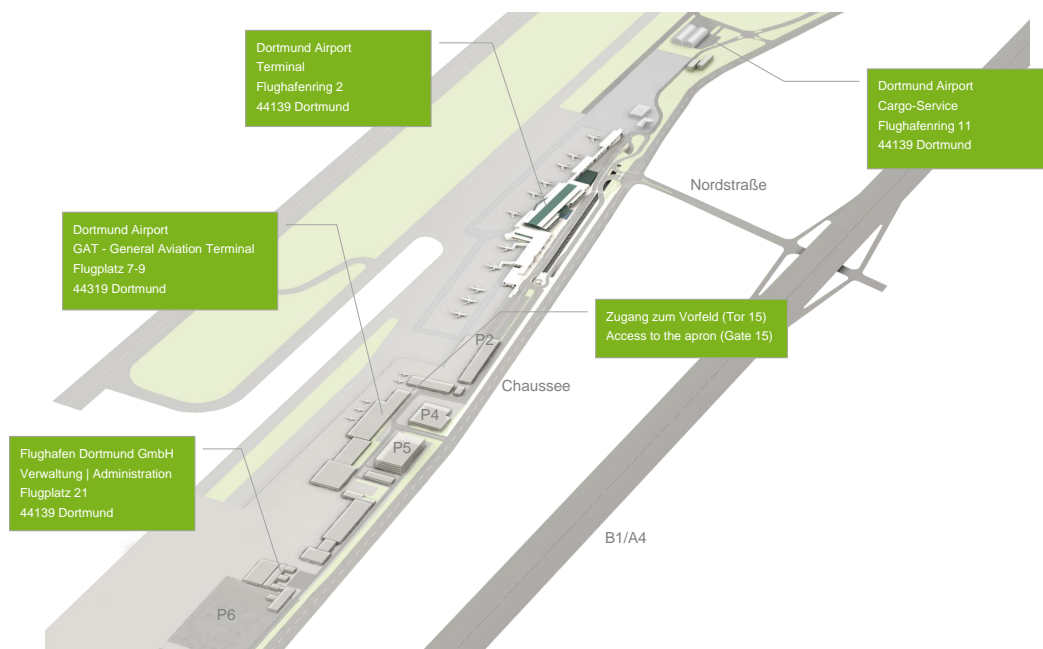 Dortmund Airport
Terminal
Flughafenring 2
44139 Dortmund
Dortmund Airport
Cargo-Service
Flughafenring 11
44139 Dortmund
Nordstraße
Dortmund Airport
GAT - General Aviation Terminal
Flugplatz 7-9
44319 Dortmund
Zugang zum Vorfeld (Tor 15)
Access to the apron (Gate 15)
P2
Chaussee
P4
P5
Flughafen Dortmund GmbH
Verwaltung | Administration
Flugplatz 21
44139 Dortmund
B1/A4
P6